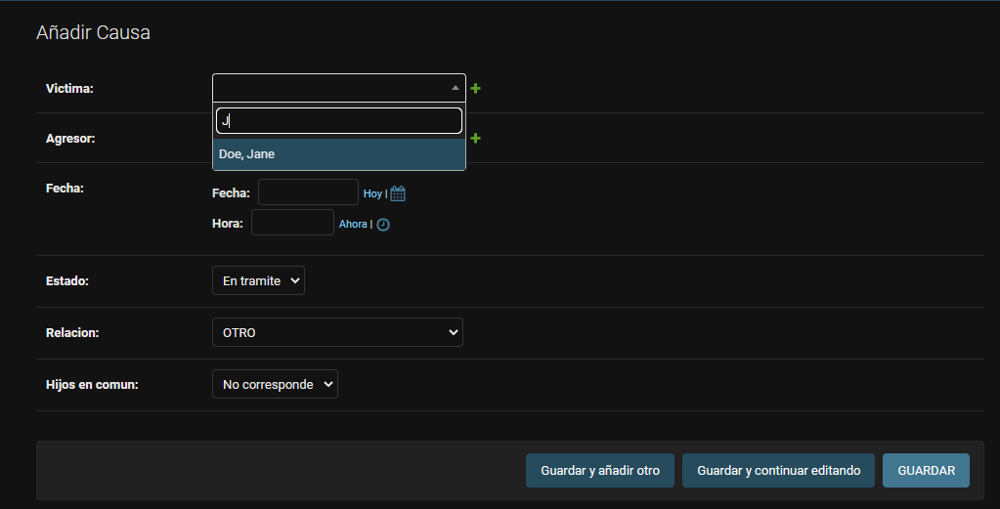 Añadir Causa
Victima:
J
Doe, Jane
Agresor:
Fecha:
Fecha: Hoy |
Hora: Ahora |
Estado: En tramite
Relacion: OTRO
Hijos en comun: No corresponde
Guardar y añadir otro Guardar y continuar editando GUARDAR